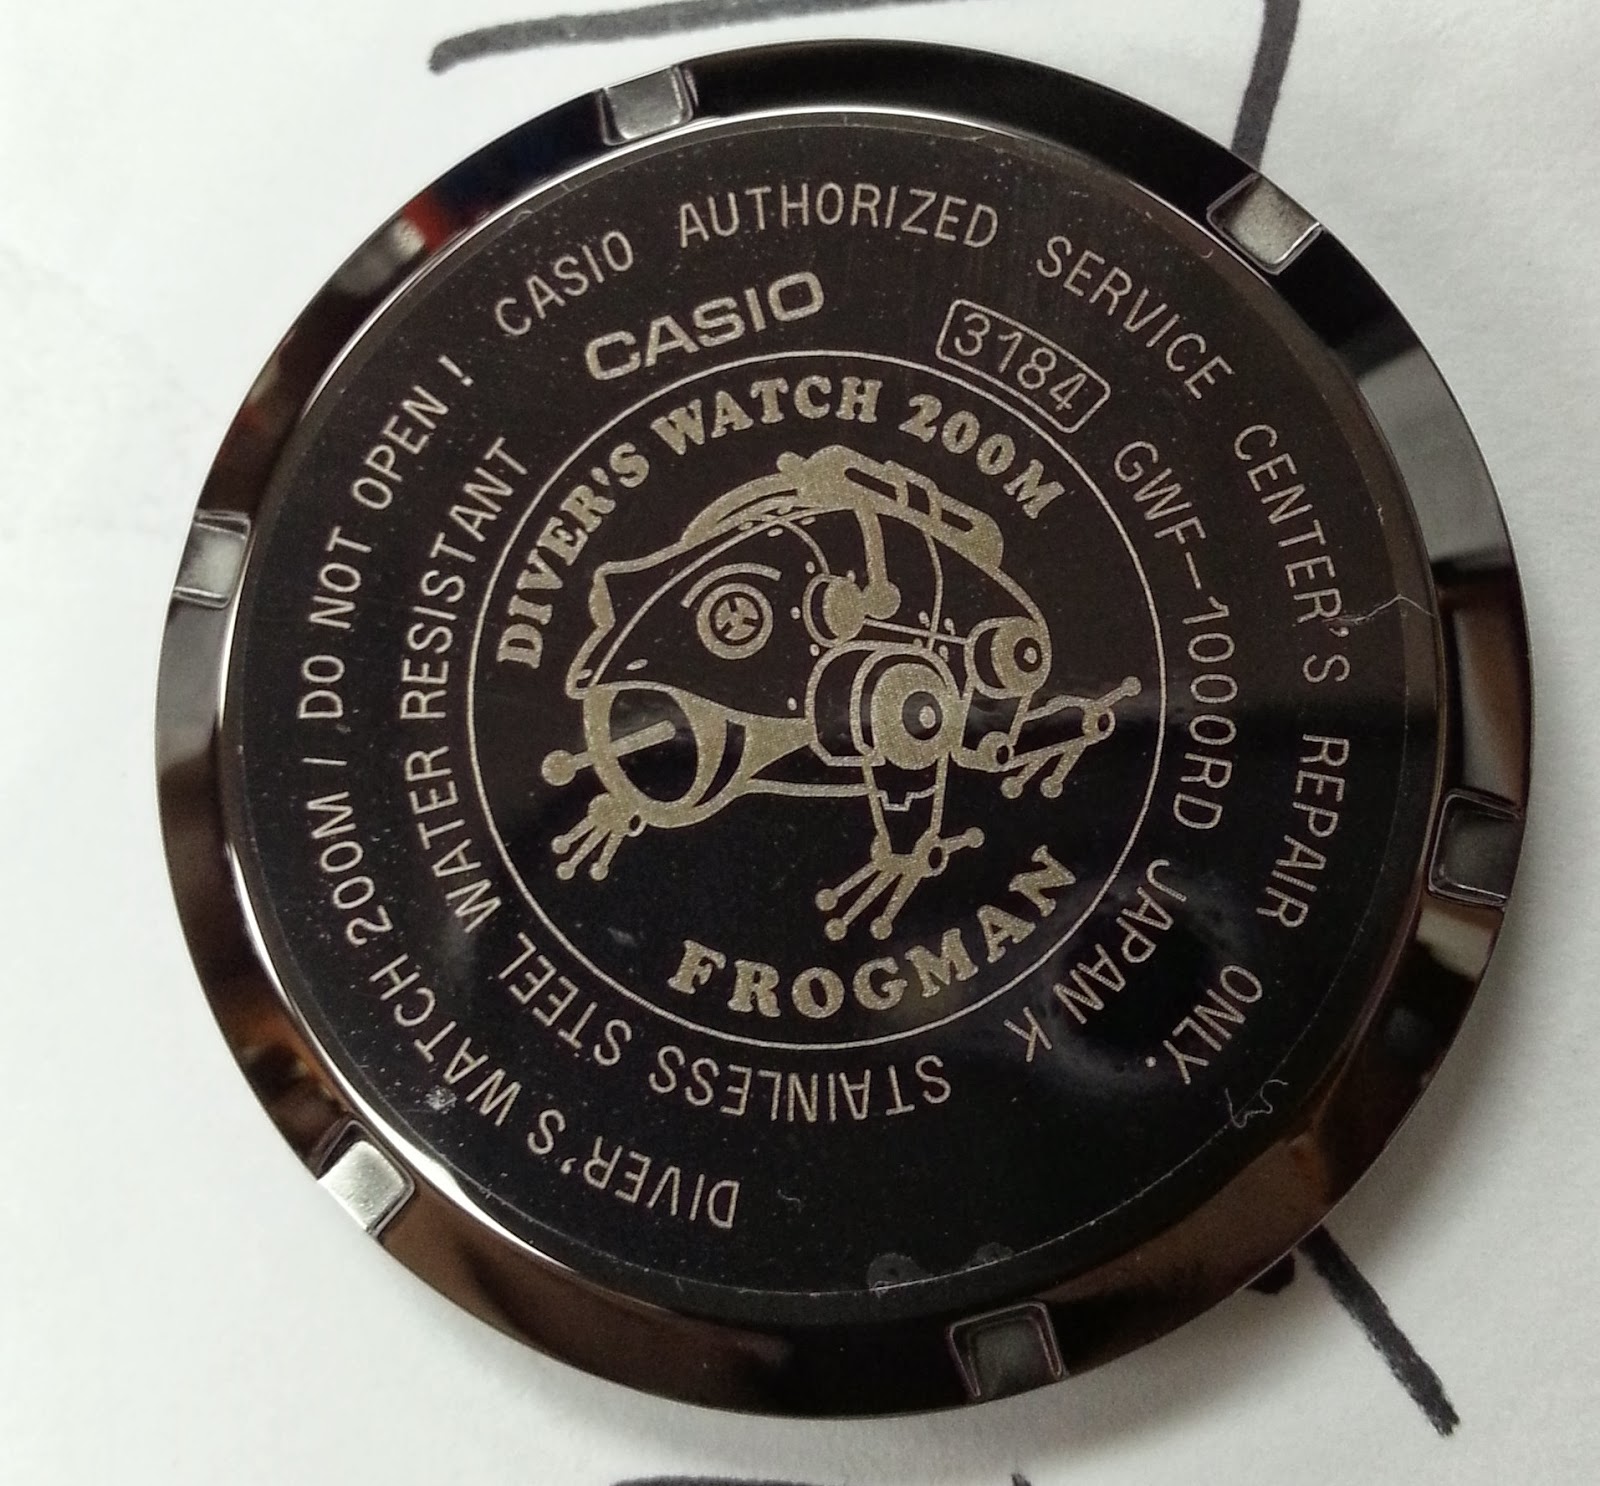 DIVER'S WATCH 200M / DO NOT OPEN ! CASIO AUTHORIZED SERVICE CENTER'S REPAIR ONLY.
CASIO
3184
GWF-1000RD JAPAN K
STAINLESS STEEL WATER RESISTANT
DIVER'S WATCH 200M
FROGMAN